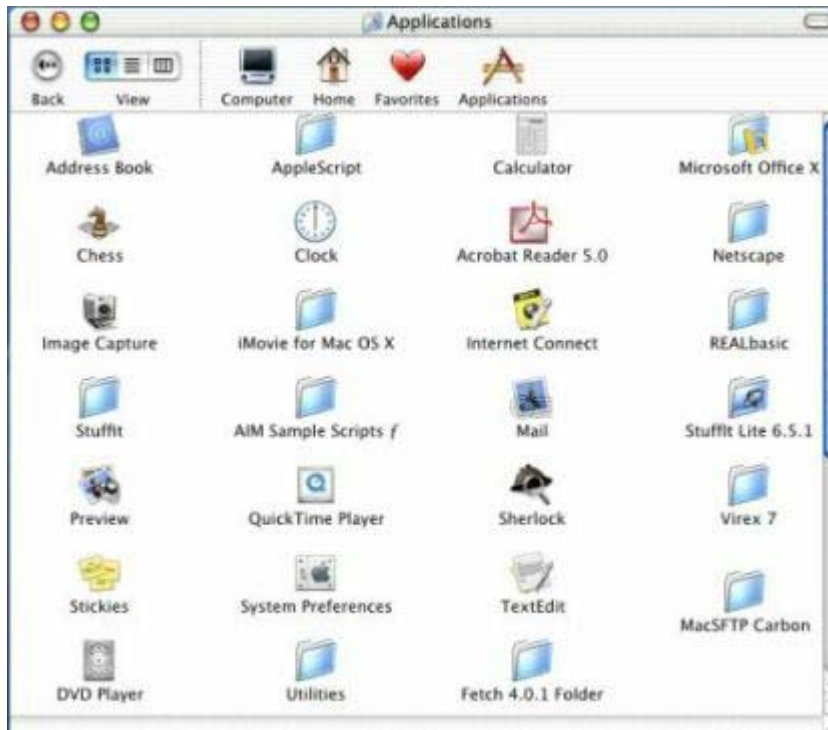 Applications
Back View Computer Home Favorites Applications
Address Book AppleScript Calculator Microsoft Office X
Chess Clock Acrobat Reader 5.0 Netscape
Image Capture iMovie for Mac OS X Internet Connect REALbasic
StuffIt AIM Sample Scripts ƒ Mail StuffIt Lite 6.5.1
Preview QuickTime Player Sherlock Virex 7
Stickies System Preferences TextEdit MacSFTP Carbon
DVD Player Utilities Fetch 4.0.1 Folder